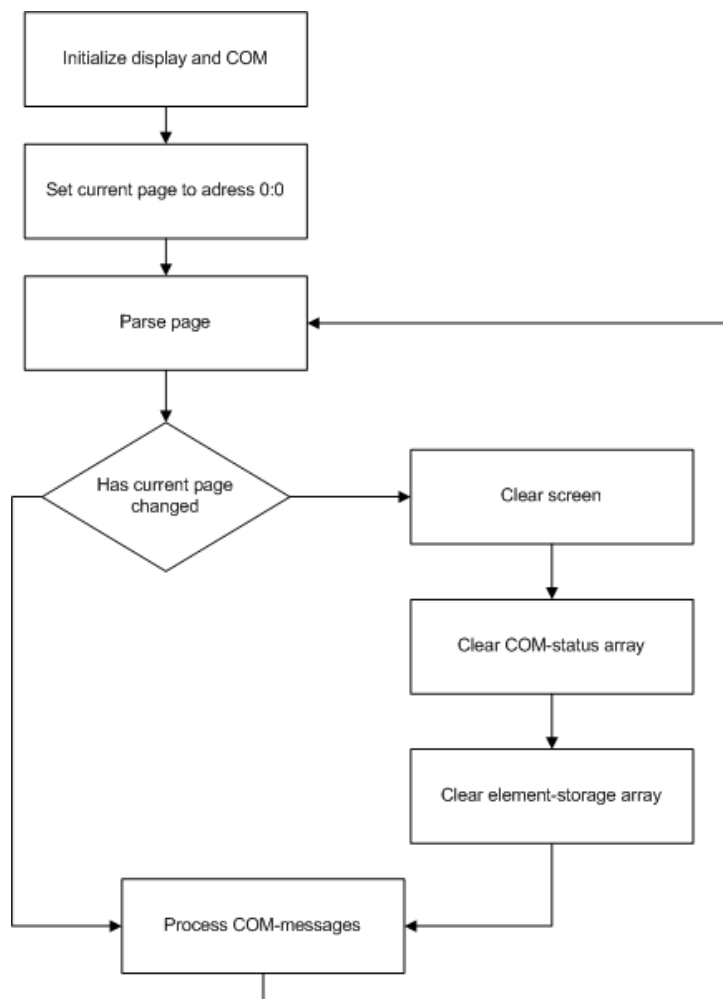 Initialize display and COM
Set current page to adress 0:0
Parse page
Has current page
changed
Clear screen
Clear COM-status array
Clear element-storage array
Process COM-messages